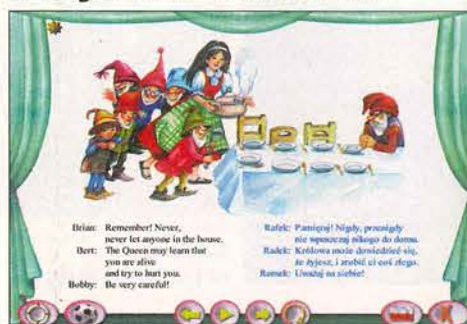 Brian: Remember! Never,
never let anyone in the house.
Bert: The Queen may learn that
you are alive
and try to hurt you.
Bobby: Be very careful!
Rafek: Pamiętaj! Nigdy, przenigdy
nie wpuszczaj nikogo do domu.
Radek: Królowa może dowiedzieć się,
że żyjesz, i zrobić ci coś złego.
Romek: Uważaj na siebie!